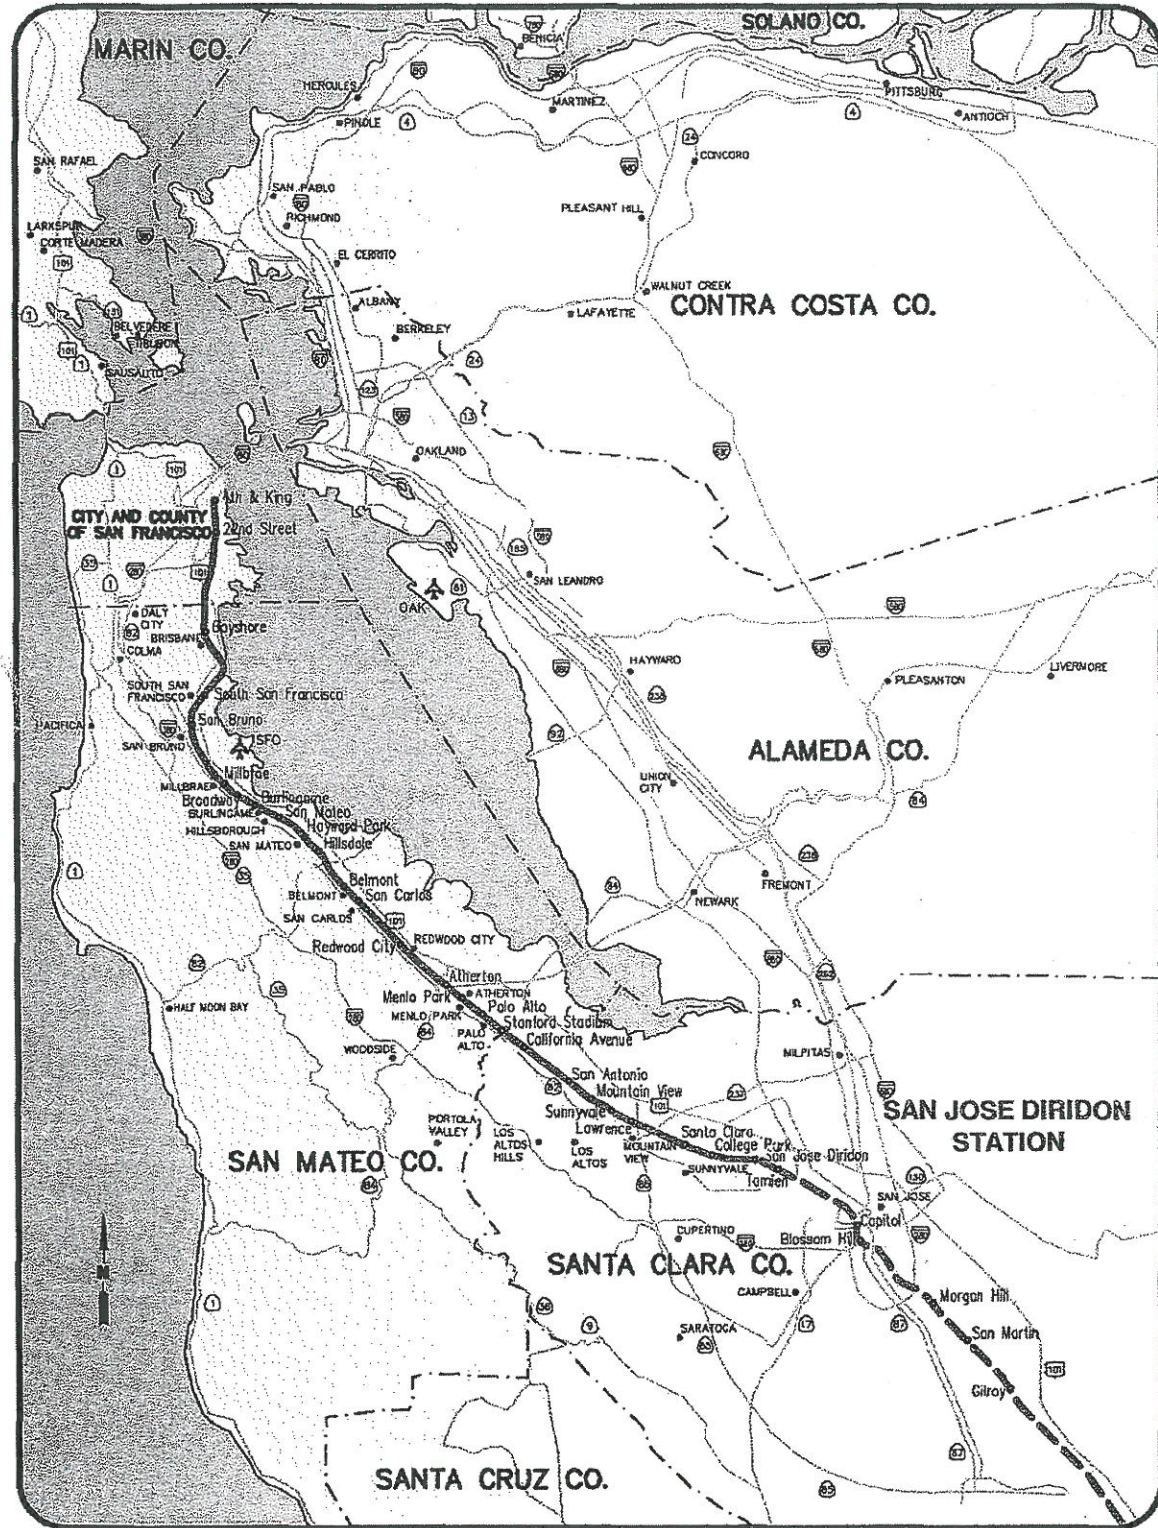 SOLANO CO.
MARIN CO.
BENICIA
HERCULES
MARTINEZ
PITTSBURG
PINOLE
ANTIOCH
CONCORD
SAN RAFAEL
SAN PABLO
PLEASANT HILL
RICHMOND
LARKSPUR
CORTE MADERA
EL CERRITO
WALNUT CREEK
CONTRA COSTA CO.
ALBANY
LAFAYETTE
BELVEDERE
TIBURON
BERKELEY
SAUSALITO
OAKLAND
4th & King
CITY AND COUNTY
OF SAN FRANCISCO
22nd Street
SAN LEANDRO
OAK
DALY
CITY
Bayshore
BRISBANE
COLMA
HAYWARD
LIVERMORE
PLEASANTON
SOUTH SAN
FRANCISCO
South San Francisco
PACIFICA
San Bruno
SAN BRUNO
SFO
ALAMEDA CO.
Millbrae
MILLBRAE
UNION
CITY
Broadway
Burlingame
BURLINGAME
San Mateo
HILLSBOROUGH
Hayward Park
SAN MATEO
Hillsdale
FREMONT
Belmont
BELMONT
San Carlos
NEWARK
SAN CARLOS
Redwood City
REDWOOD CITY
Atherton
ATHERTON
Menlo Park
MENLO PARK
Palo Alto
HALF MOON BAY
Stanford Stadium
PALO
ALTO
California Avenue
WOODSIDE
MILPITAS
San Antonio
Mountain View
SAN JOSE DIRIDON
STATION
Sunnyvale
Lawrence
PORTOLA
VALLEY
LOS
ALTOS
HILLS
LOS
ALTOS
MOUNTAIN
VIEW
Santa Clara
College Park
San Jose Diridon
SAN MATEO CO.
SUNNYVALE
Tamien
SAN JOSE
Capitol
CUPERTINO
Blossom Hill
SANTA CLARA CO.
CAMPBELL
Morgan Hill
N
SARATOGA
San Martin
Gilroy
SANTA CRUZ CO.